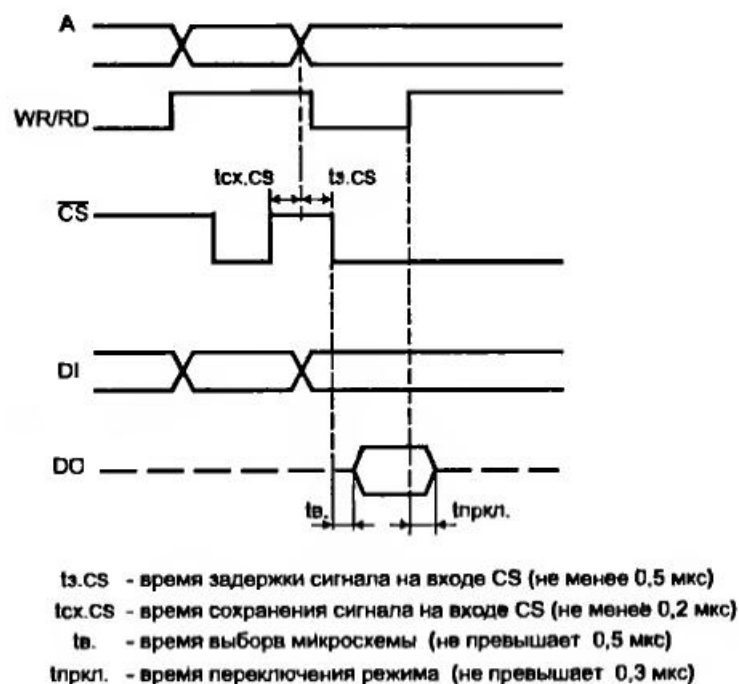 A
WR/RD
tсх.CS tз.CS
CS
DI
DO
tв. tпркл.
tз.CS - время задержки сигнала на входе CS (не менее 0,5 мкс)
tсх.CS - время сохранения сигнала на входе CS (не менее 0,2 мкс)
tв. - время выбора микросхемы (не превышает 0,5 мкс)
tпркл. - время переключения режима (не превышает 0,3 мкс)